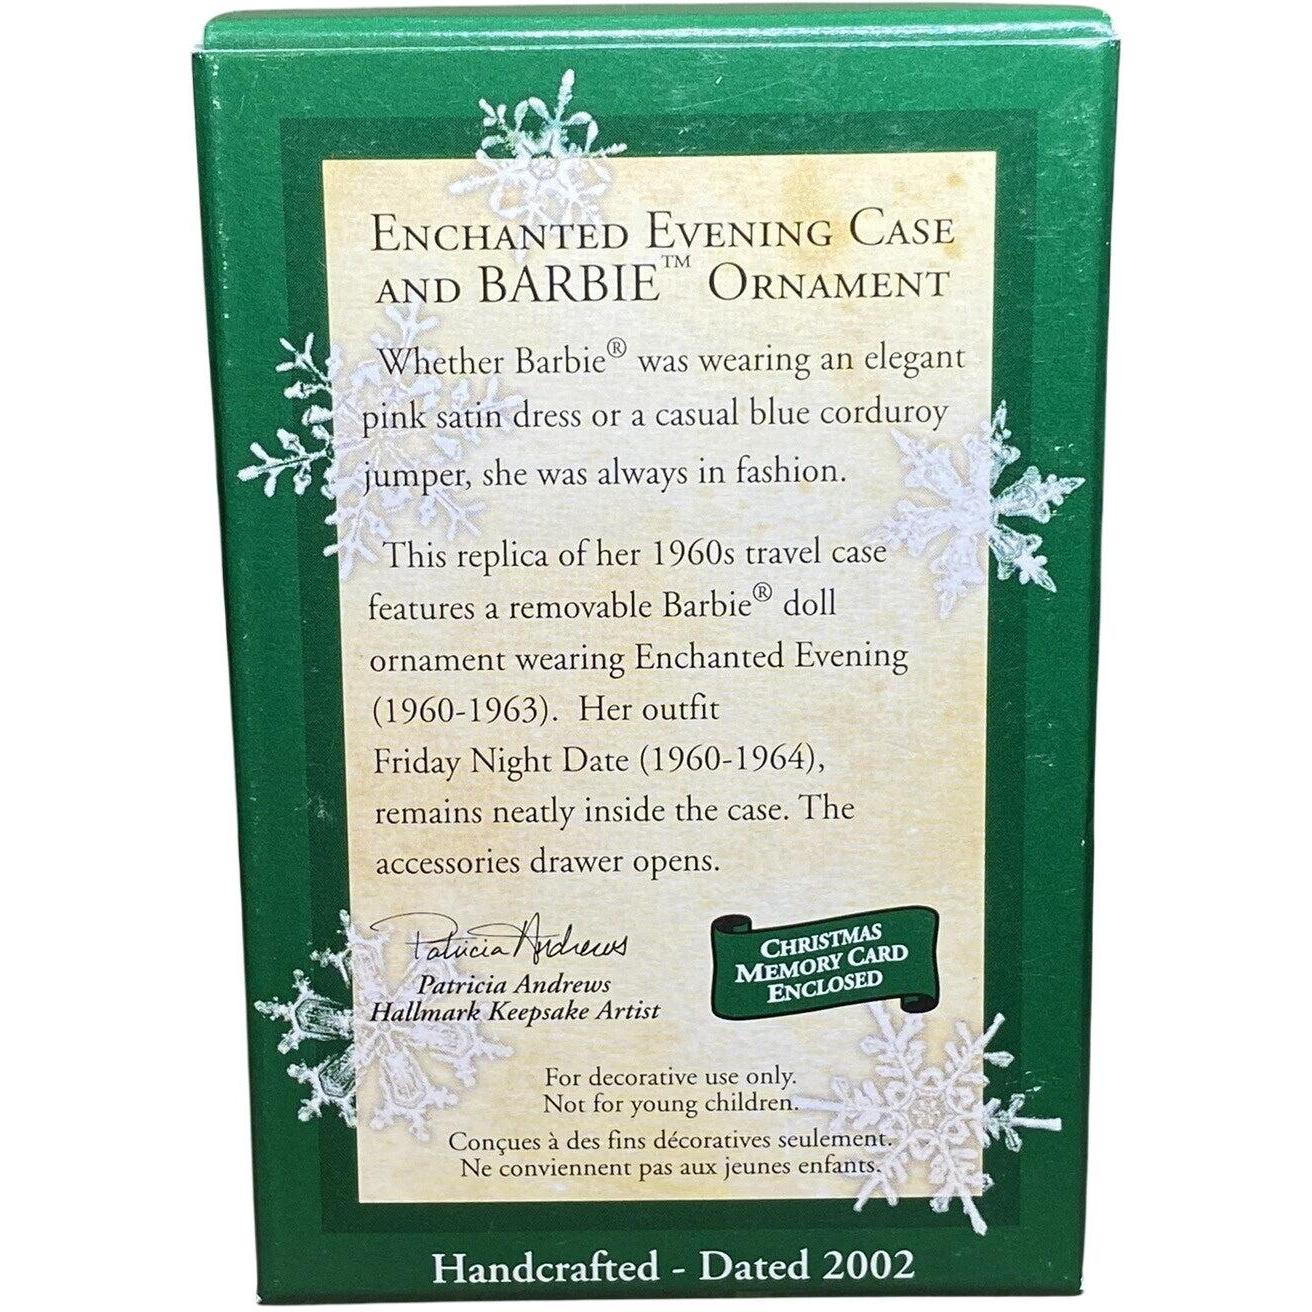 ENCHANTED EVENING CASE
AND BARBIE™ ORNAMENT
Whether Barbie® was wearing an elegant
pink satin dress or a casual blue corduroy
jumper, she was always in fashion.
This replica of her 1960s travel case
features a removable Barbie® doll
ornament wearing Enchanted Evening
(1960-1963). Her outfit
Friday Night Date (1960-1964),
remains neatly inside the case. The
accessories drawer opens.
Patricia Andrews
Patricia Andrews
Hallmark Keepsake Artist
CHRISTMAS
MEMORY CARD
ENCLOSED
For decorative use only.
Not for young children.
Conçues à des fins décoratives seulement.
Ne conviennent pas aux jeunes enfants.
Handcrafted - Dated 2002